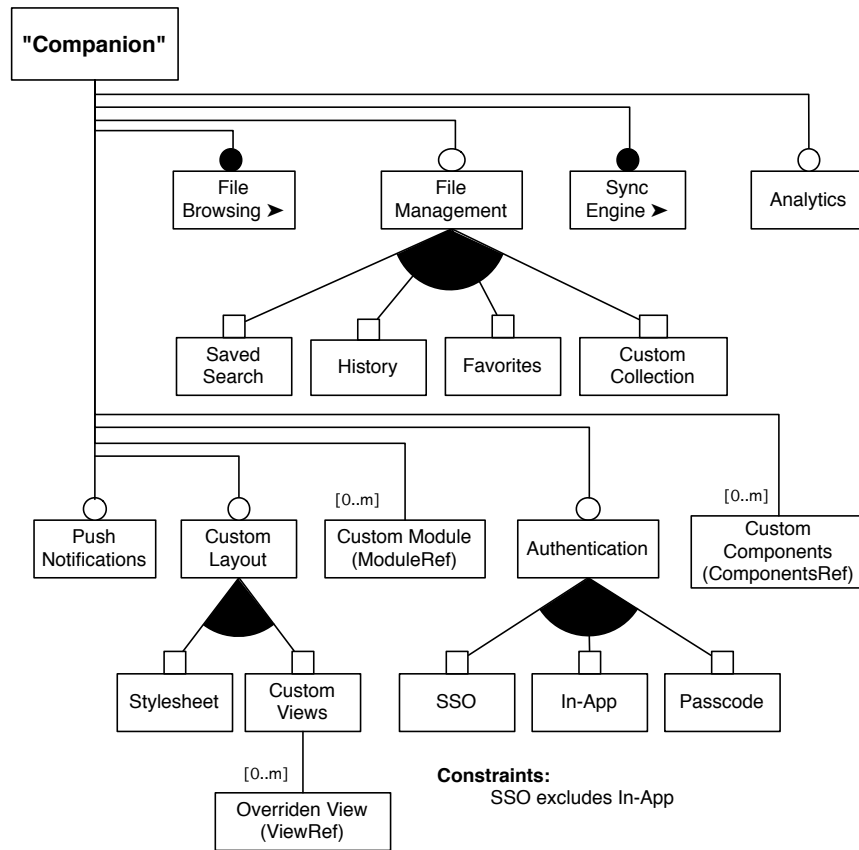 "Companion"
File
Browsing ➤
File
Management
Sync
Engine ➤
Analytics
Saved
Search
History
Favorites
Custom
Collection
[0..m]
[0..m]
Push
Notifications
Custom
Layout
Custom Module
(ModuleRef)
Authentication
Custom
Components
(ComponentsRef)
Stylesheet
Custom
Views
SSO
In-App
Passcode
[0..m]
Overriden View
(ViewRef)
Constraints:
SSO excludes In-App